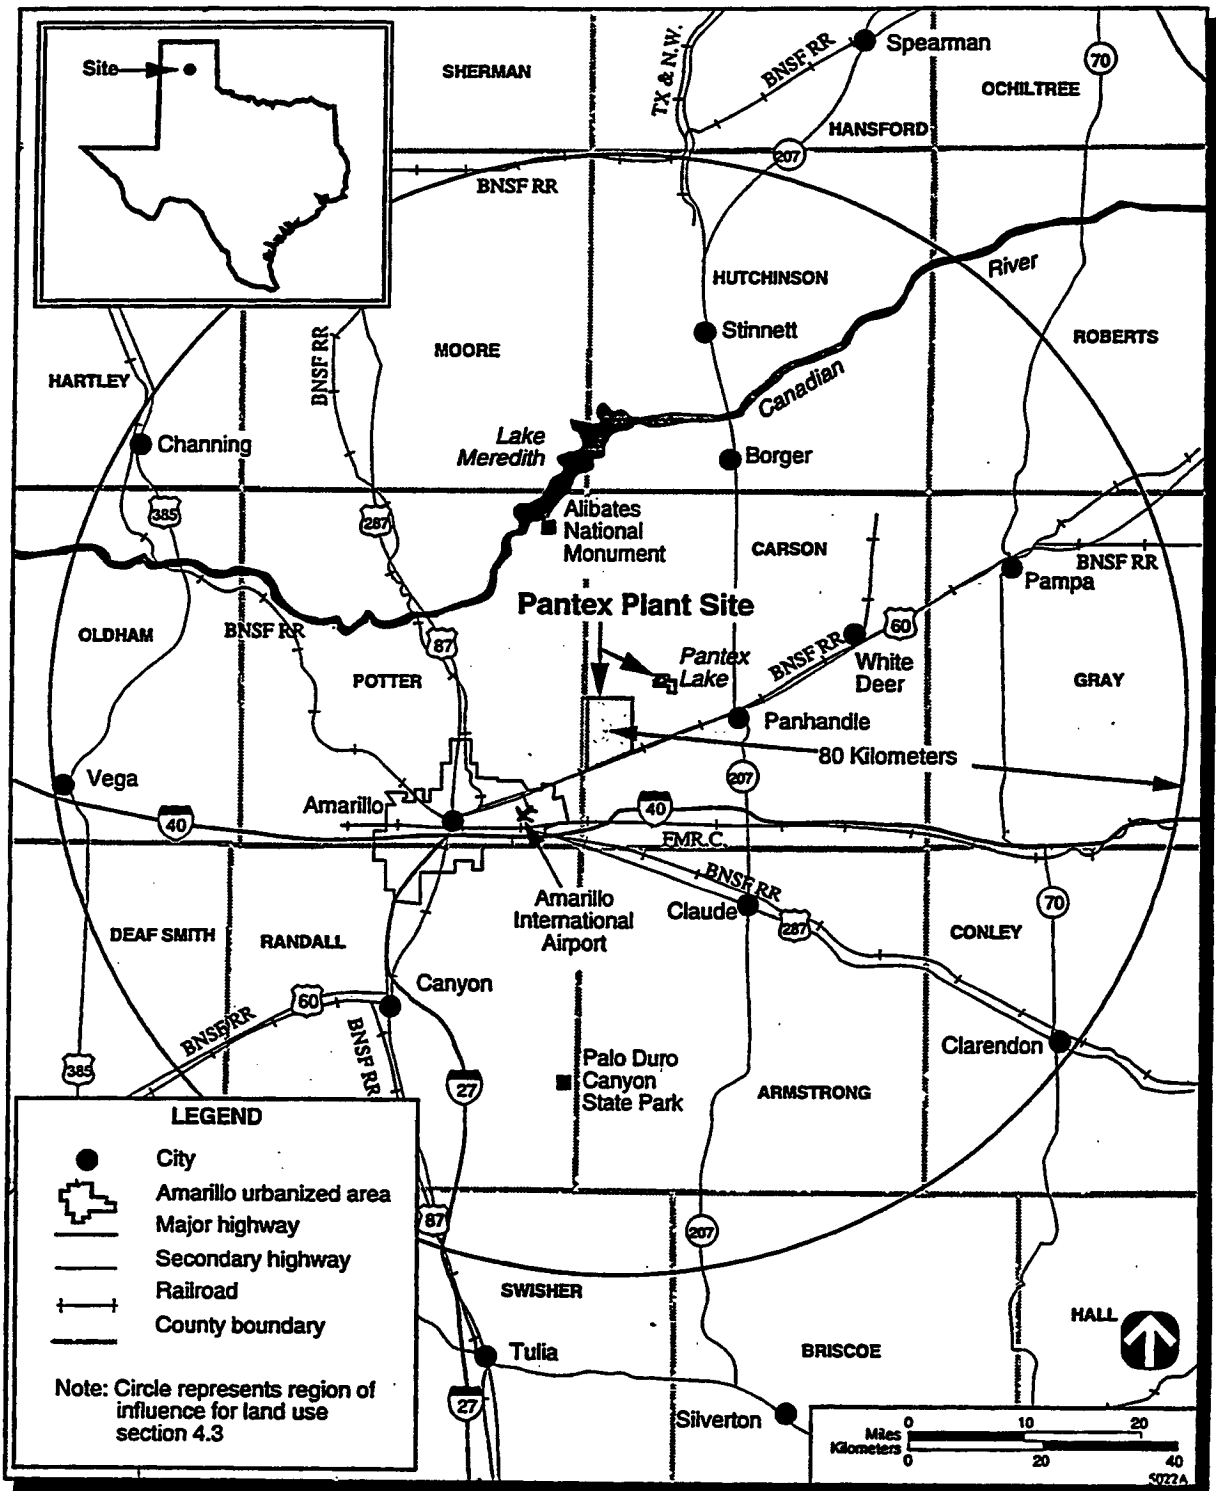 Site
SHERMAN
TX & N.W.
BNSF RR
Spearman
70
OCHILTREE
HANSFORD
207
BNSF RR
River
HUTCHINSON
Stinnett
ROBERTS
MOORE
BNSF RR
HARTLEY
Canadian
Channing
Lake
Meredith
Borger
385
287
Alibates
National
Monument
CARSON
BNSF RR
Pampa
Pantex Plant Site
OLDHAM
BNSF RR
87
60
BNSF RR
White
Deer
Pantex
Lake
POTTER
GRAY
Panhandle
80 Kilometers
Vega
207
Amarillo
40
40
FMR.C.
BNSF RR
Amarillo
International
Airport
Claude
287
70
DEAF SMITH
RANDALL
CONLEY
Canyon
60
BNSF RR
BNSF RR
385
27
Palo Duro
Canyon
State Park
Clarendon
ARMSTRONG
LEGEND
City
Amarillo urbanized area
Major highway
Secondary highway
Railroad
County boundary
Note: Circle represents region of
influence for land use
section 4.3
87
207
SWISHER
HALL
Tulia
BRISCOE
27
Silverton
0 10 20
Miles
Kilometers
0 20 40
S022A